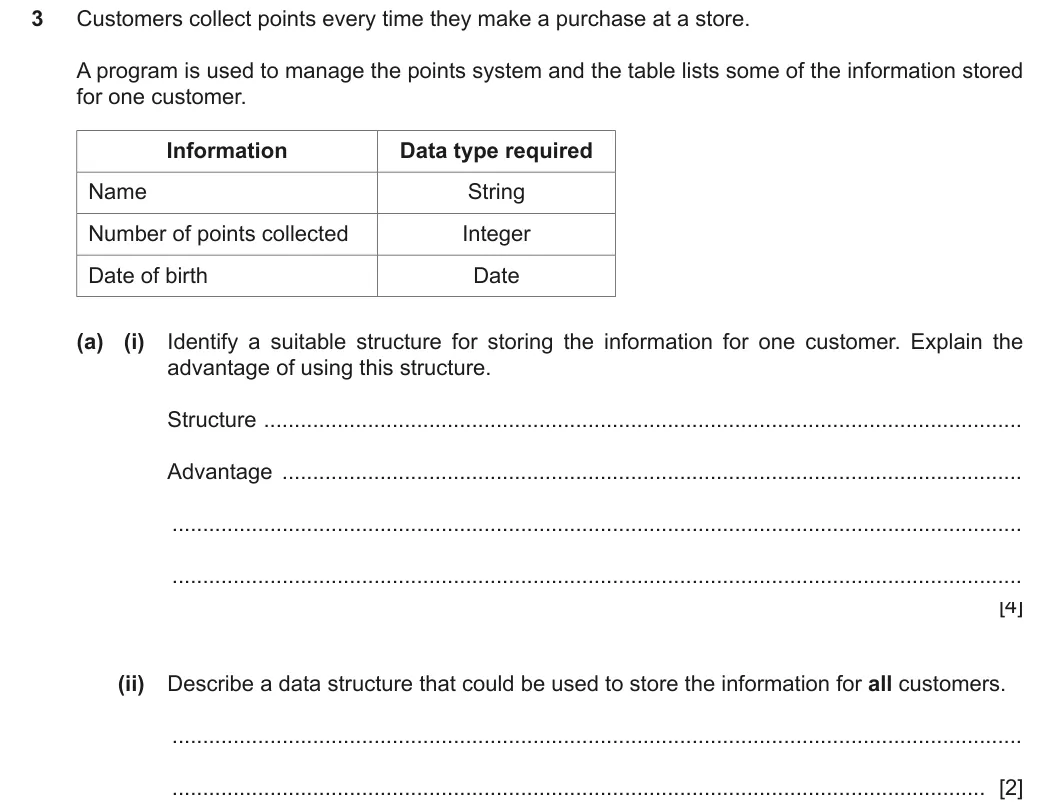 3 Customers collect points every time they make a purchase at a store.
A program is used to manage the points system and the table lists some of the information stored
for one customer.
Information Data type required
Name String
Number of points collected Integer
Date of birth Date
(a) (i) Identify a suitable structure for storing the information for one customer. Explain the
advantage of using this structure.
Structure ..........................................................................................................................
Advantage ......................................................................................................................
..........................................................................................................................................
..........................................................................................................................................
[4]
(ii) Describe a data structure that could be used to store the information for all customers.
..........................................................................................................................................
.................................................................................................................................... [2]